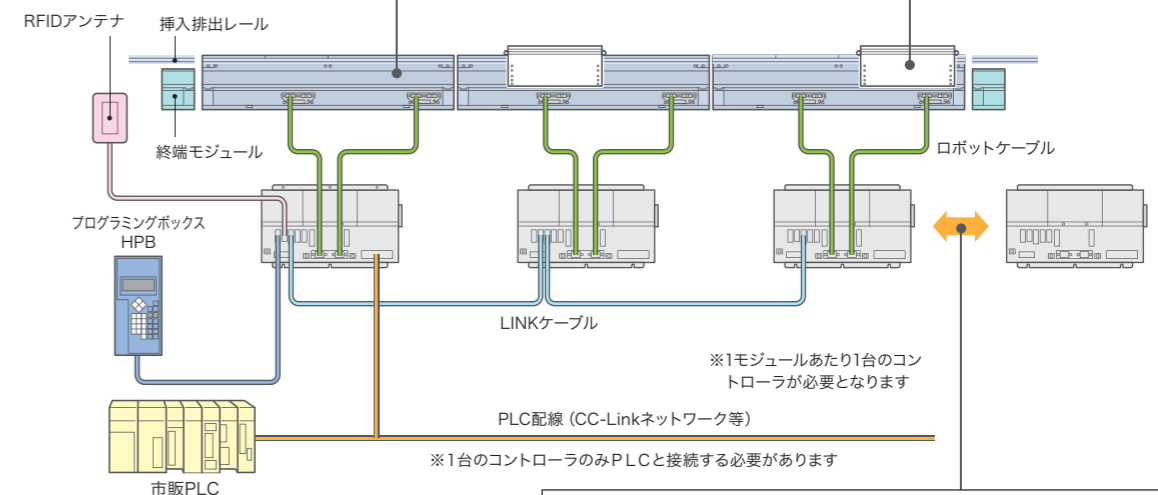 RFIDアンテナ
挿入排出レール
終端モジュール
ロボットケーブル
プログラミングボックス
HPB
LINKケーブル
※1モジュールあたり1台のコン
トローラが必要となります
PLC配線（CC-Linkネットワーク等）
※1台のコントローラのみＰＬＣと接続する必要があります
市販PLC